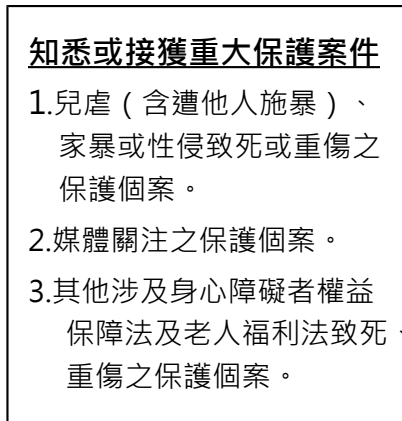 知悉或接獲重大保護案件
1.兒虐（含遭他人施暴）、
家暴或性侵致死或重傷之
保護個案。
2.媒體關注之保護個案。
3.其他涉及身心障礙者權益
保障法及老人福利法致死、
重傷之保護個案。